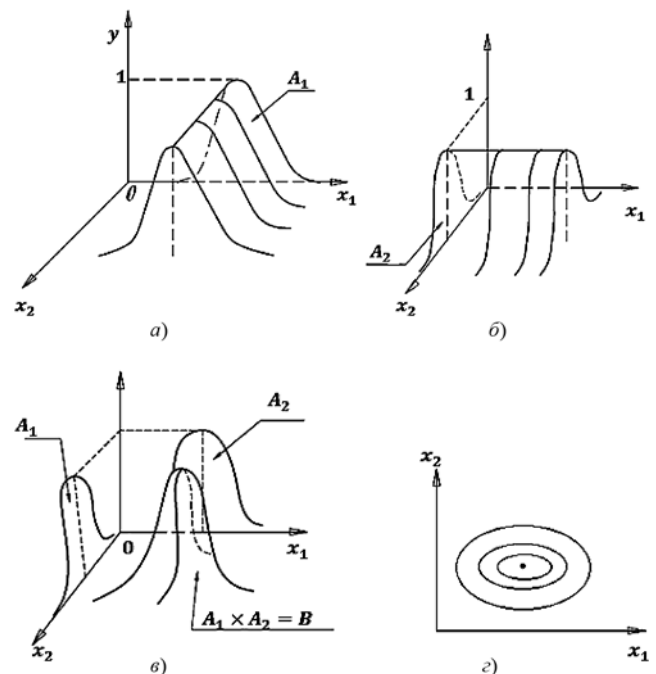 y
1
A₁
0
x₁
x₂
а)
1
A₂
x₁
x₂
б)
A₁
A₂
0
x₁
A₁ × A₂ = B
x₂
в)
x₂
x₁
г)